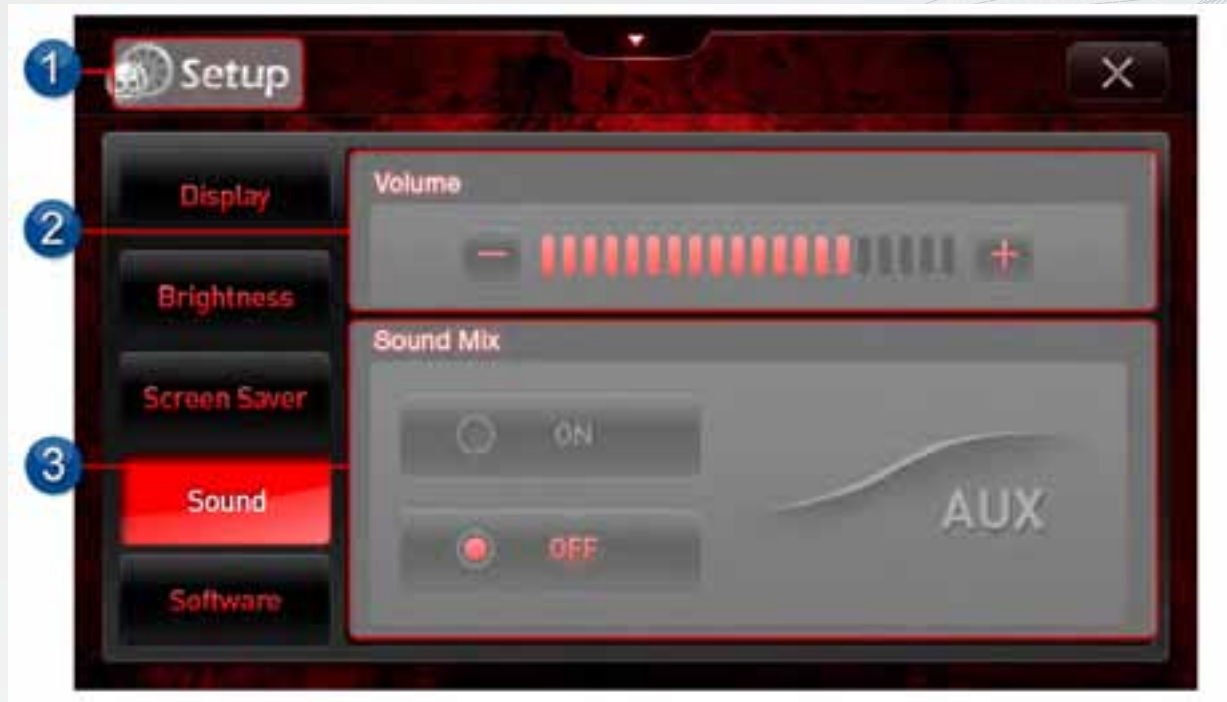 1
Setup
Display
Volume
2
Brightness
Sound Mix
Screen Saver
ON
3
Sound
AUX
OFF
Software